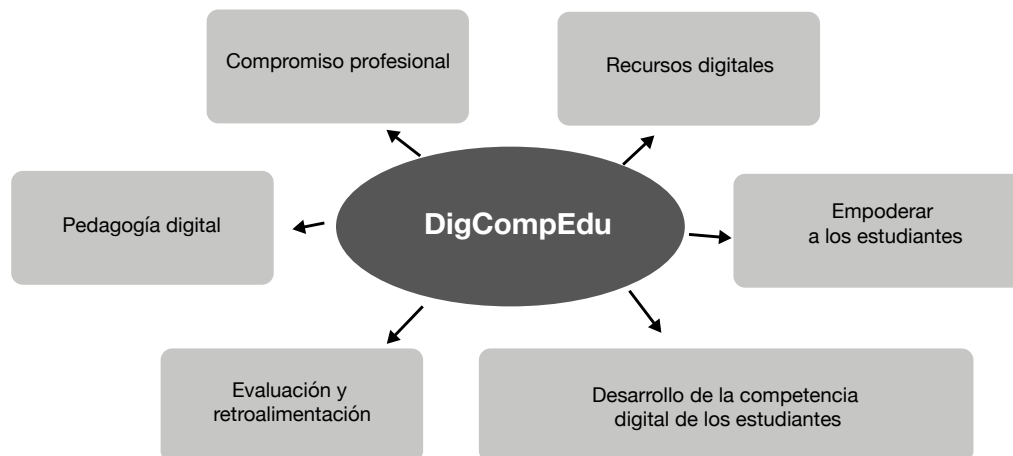 Compromiso profesional
Recursos digitales
Pedagogía digital
DigCompEdu
Empoderar
a los estudiantes
Evaluación y
retroalimentación
Desarrollo de la competencia
digital de los estudiantes